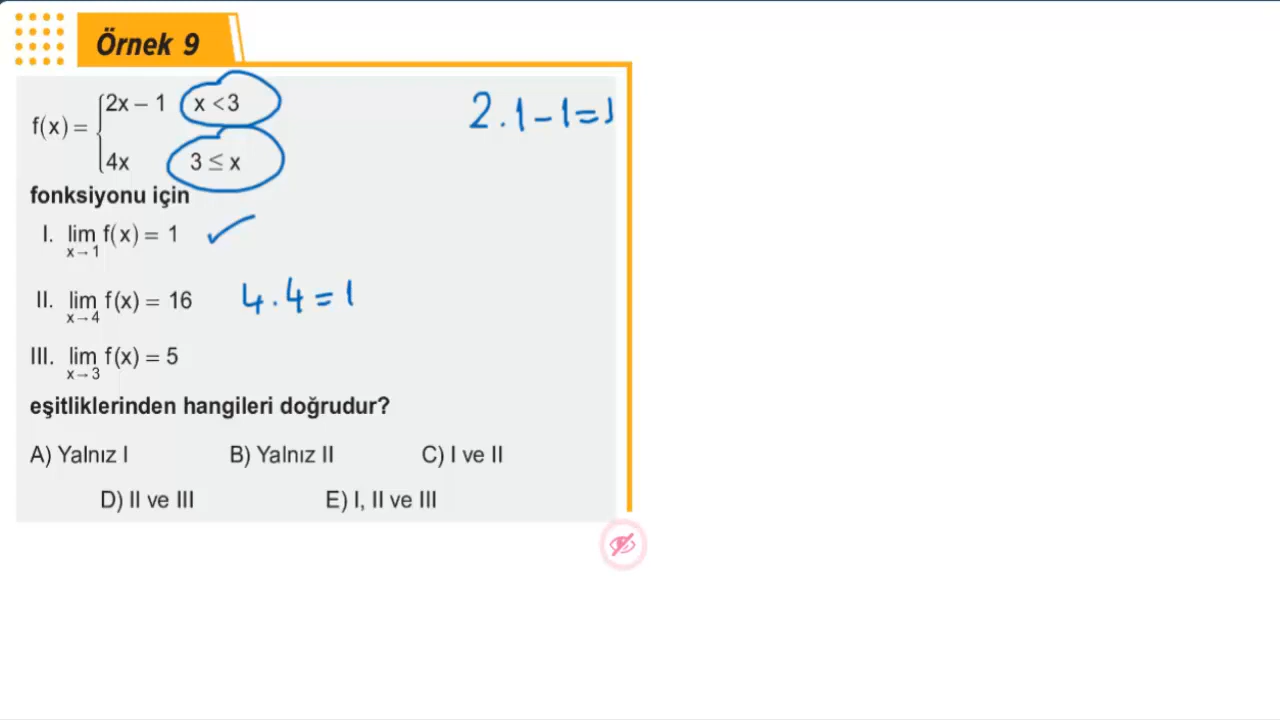 Örnek 9
f(x) = { 2x – 1 x < 3
4x 3 ≤ x
2.1-1=1
fonksiyonu için
I. lim f(x) = 1
x→1
II. lim f(x) = 16 4.4=1
x→4
III. lim f(x) = 5
x→3
eşitliklerinden hangileri doğrudur?
A) Yalnız I B) Yalnız II C) I ve II
D) II ve III E) I, II ve III